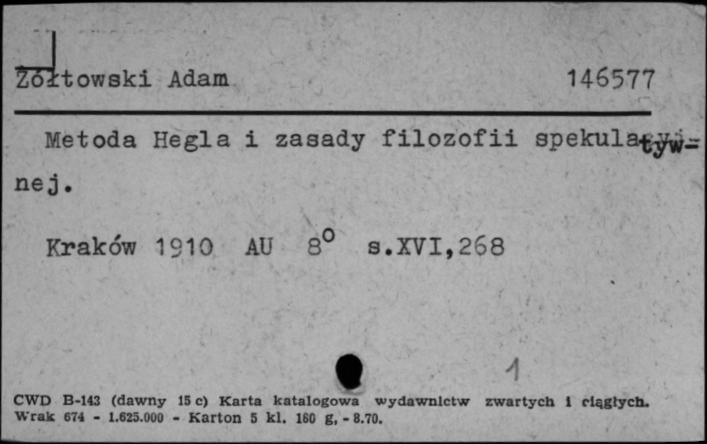 Żółtowski Adam 146577
Metoda Hegla i zasady filozofii spekulatyw=
nej.
Kraków 1910 AU 8° s.XVI,268
1
CWD B-143 (dawny 15 c) Karta katalogowa wydawnictw zwartych i ciągłych.
Wrak 674 - 1.625.000 - Karton 5 kl. 160 g. - 8.70.